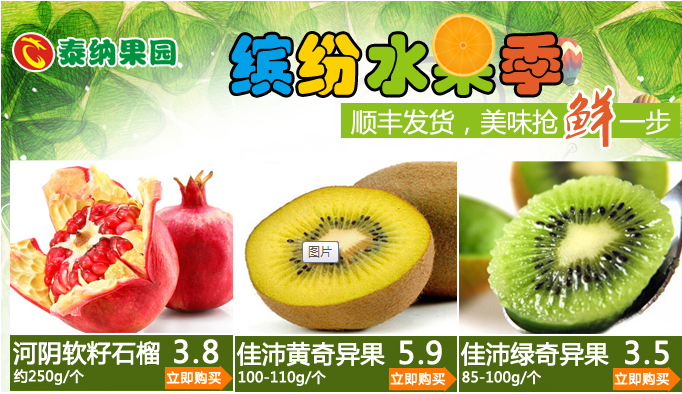 泰纳果园
缤纷水果季
顺丰发货，美味抢鲜一步
图片
河阴软籽石榴 3.8
约250g/个 立即购买
佳沛黄奇异果 5.9
100-110g/个 立即购买
佳沛绿奇异果 3.5
85-100g/个 立即购买